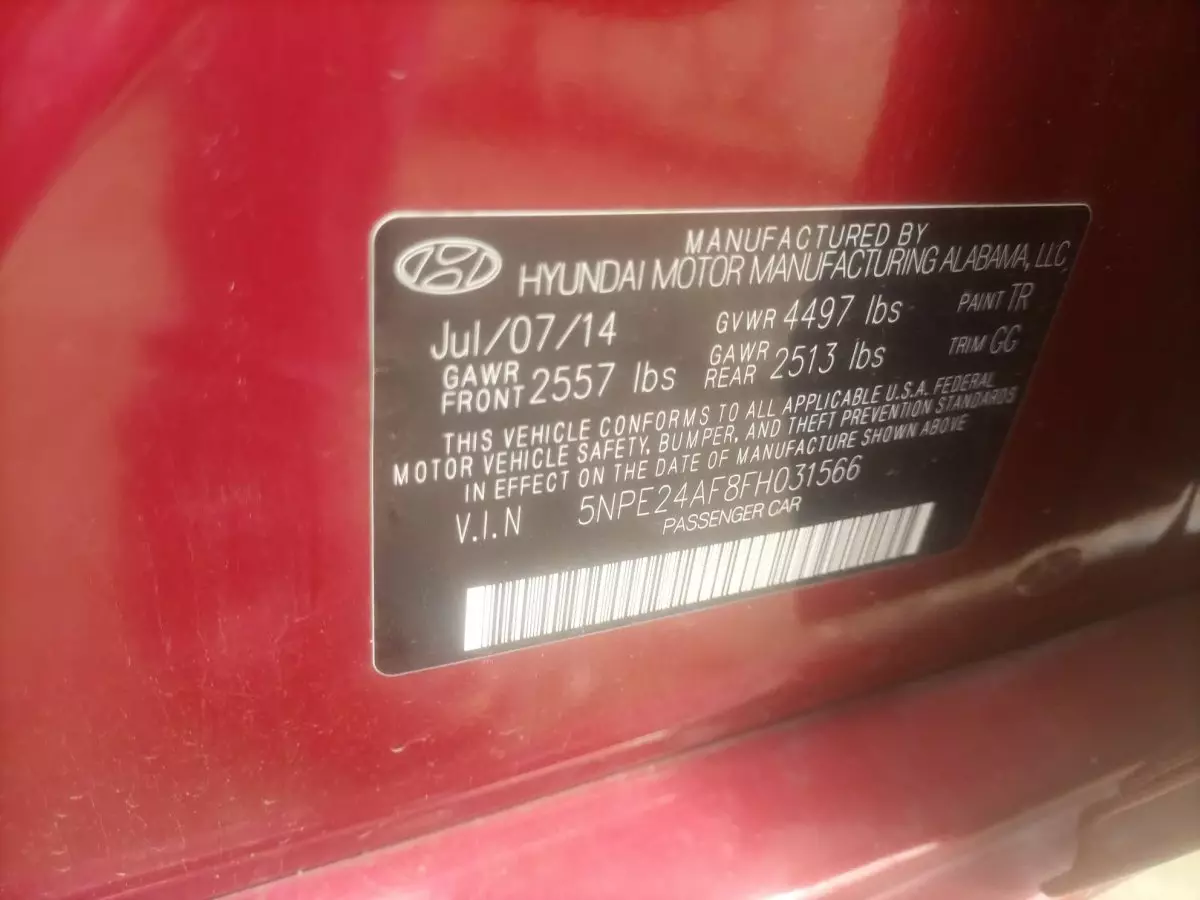 MANUFACTURED BY
HYUNDAI MOTOR MANUFACTURING ALABAMA, LLC
Jul/07/14 GVWR 4497 lbs PAINT TR
GAWR FRONT 2557 lbs GAWR REAR 2513 lbs TRIM GG
THIS VEHICLE CONFORMS TO ALL APPLICABLE U.S.A. FEDERAL
MOTOR VEHICLE SAFETY, BUMPER, AND THEFT PREVENTION STANDARDS
IN EFFECT ON THE DATE OF MANUFACTURE SHOWN ABOVE
V.I.N 5NPE24AF8FH031566
PASSENGER CAR